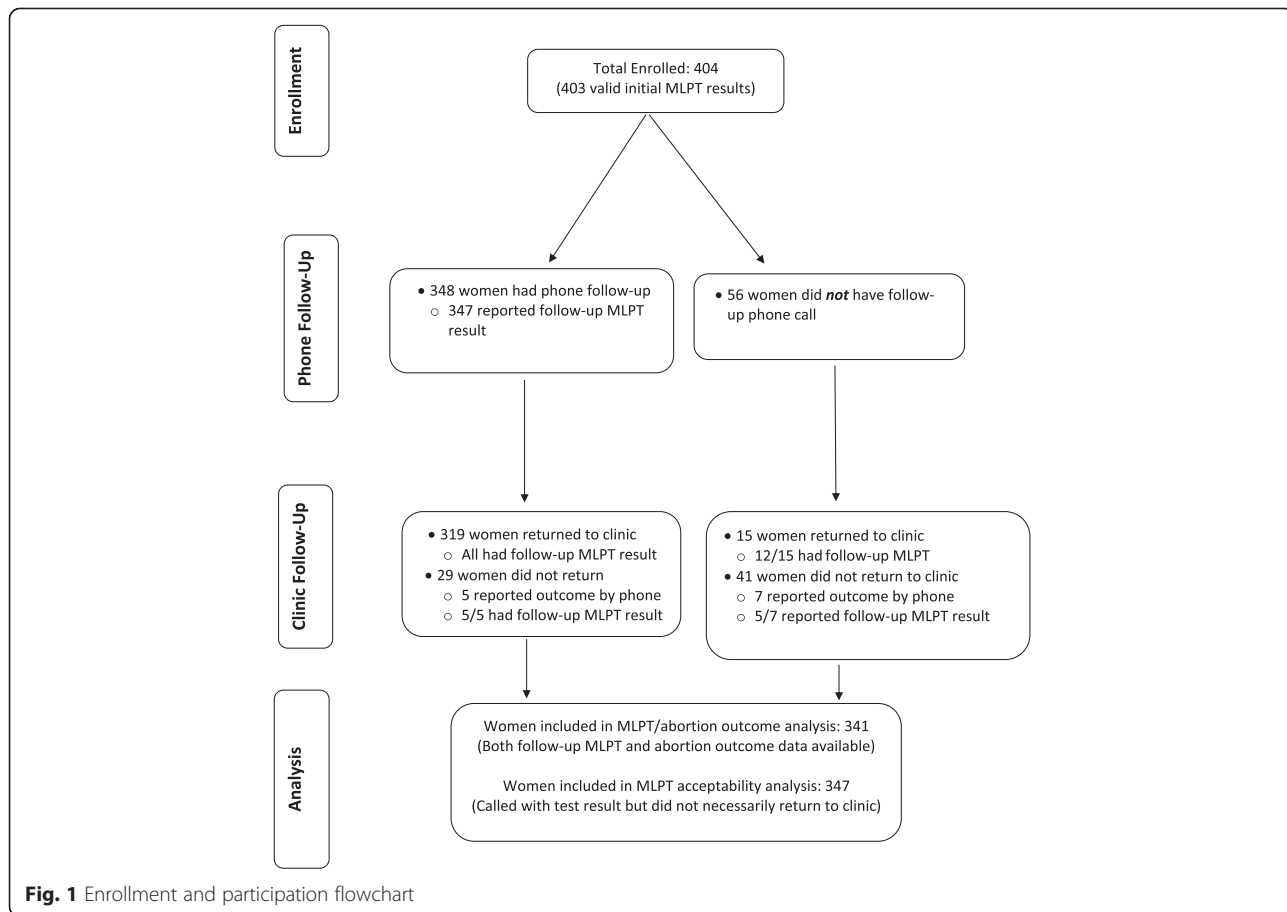 Enrollment
Total Enrolled: 404
(403 valid initial MLPT results)
Phone Follow-Up
• 348 women had phone follow-up
○ 347 reported follow-up MLPT
result
• 56 women did not have follow-
up phone call
Clinic Follow-Up
• 319 women returned to clinic
○ All had follow-up MLPT result
• 29 women did not return
○ 5 reported outcome by phone
○ 5/5 had follow-up MLPT result
• 15 women returned to clinic
○ 12/15 had follow-up MLPT
• 41 women did not return to clinic
○ 7 reported outcome by phone
○ 5/7 reported follow-up MLPT result
Analysis
Women included in MLPT/abortion outcome analysis: 341
(Both follow-up MLPT and abortion outcome data available)
Women included in MLPT acceptability analysis: 347
(Called with test result but did not necessarily return to clinic)
Fig. 1 Enrollment and participation flowchart